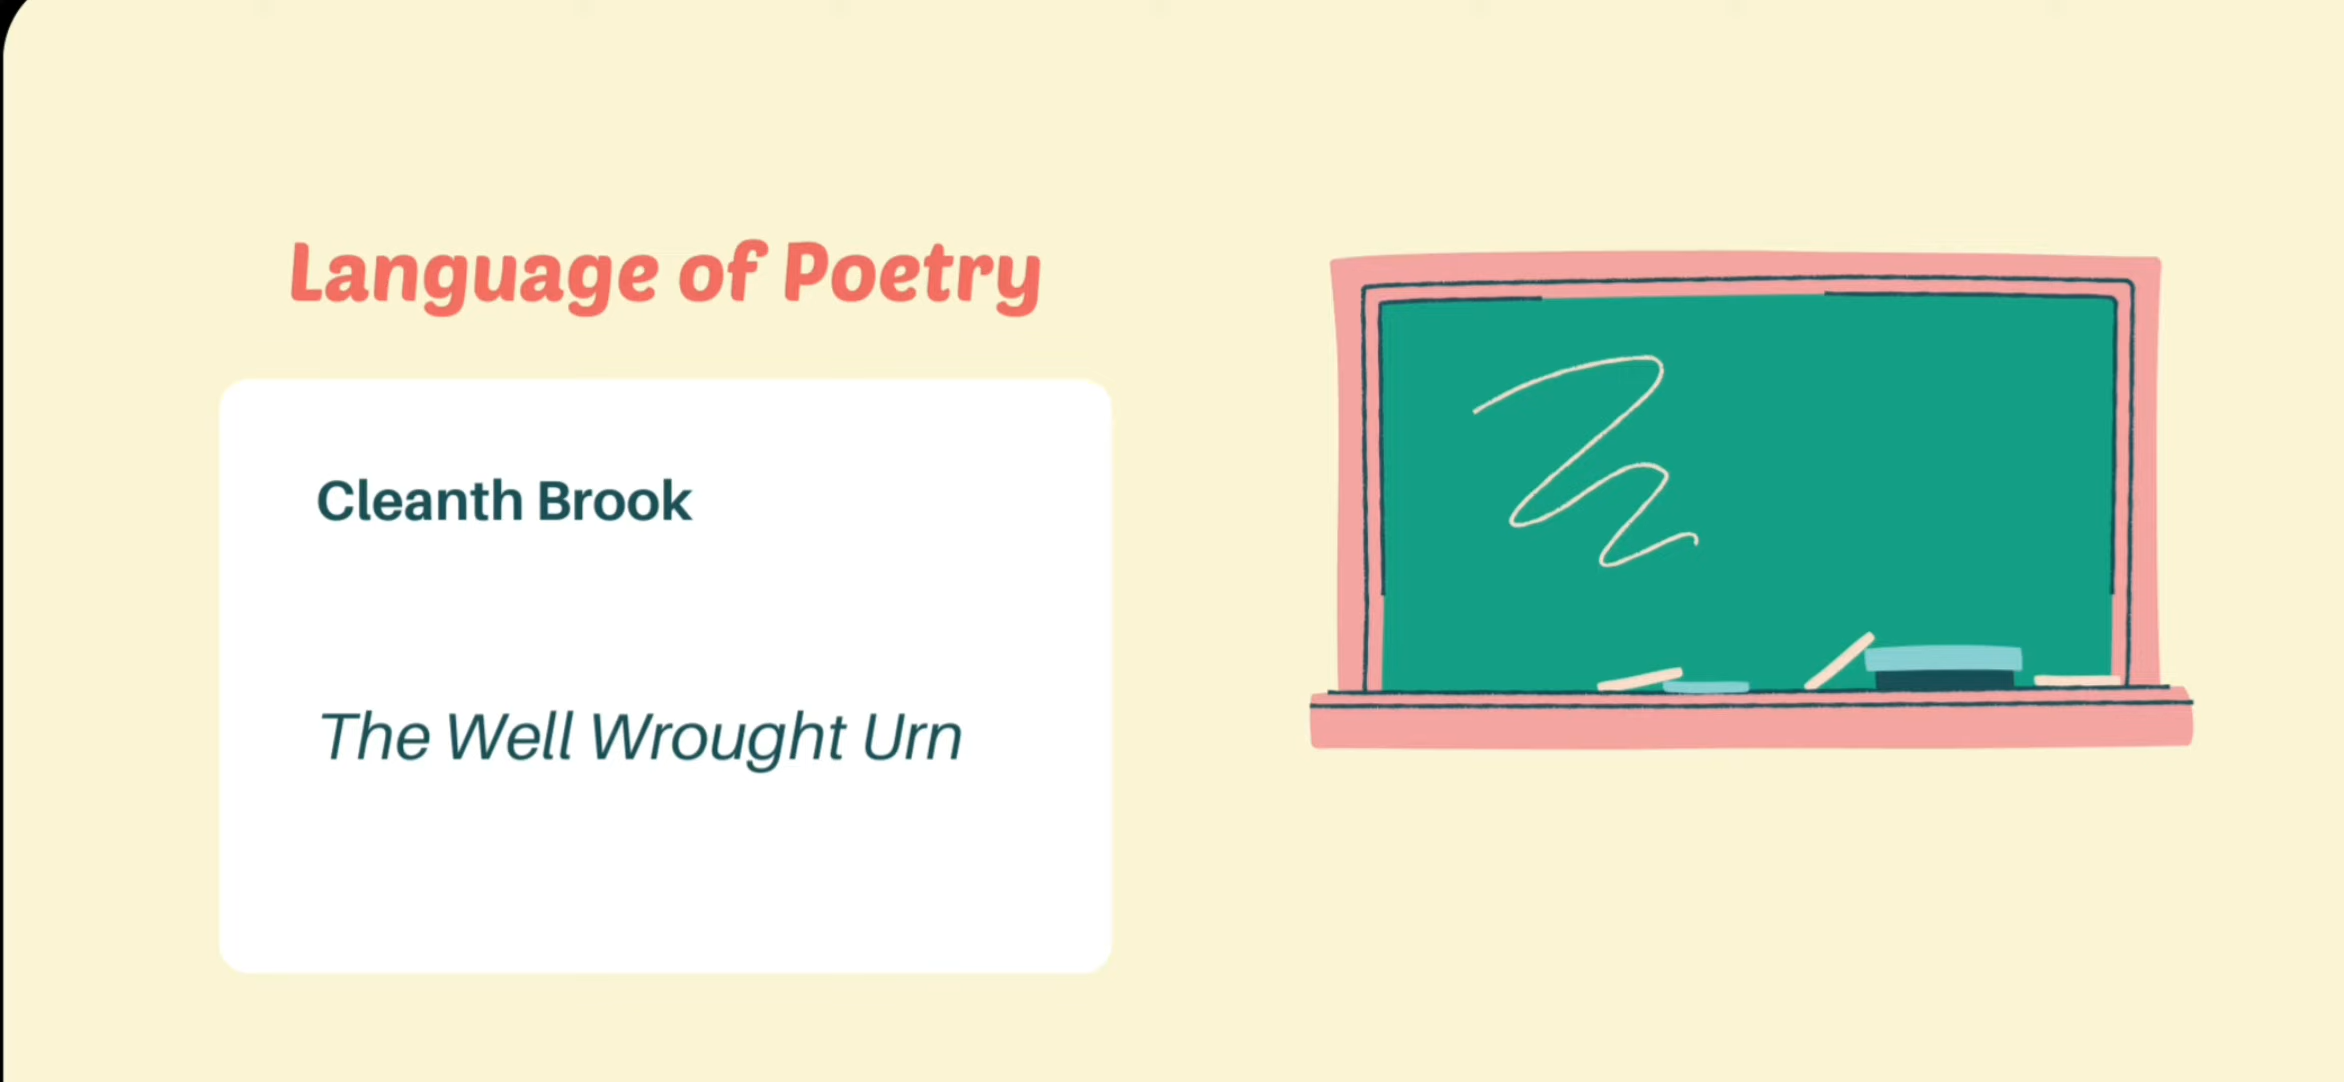 Language of Poetry
Cleanth Brook
The Well Wrought Urn